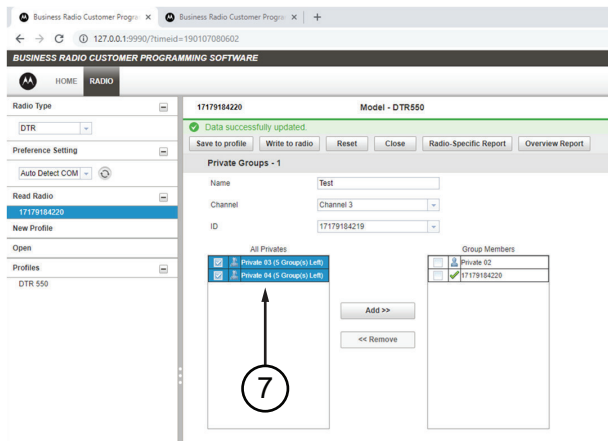 Business Radio Customer Progra × Business Radio Customer Progra × +
127.0.0.1:9990/?timeid=190107080602
BUSINESS RADIO CUSTOMER PROGRAMMING SOFTWARE
HOME RADIO
Radio Type
DTR
Preference Setting
Auto Detect COM
Read Radio
17179184220
New Profile
Open
Profiles
DTR 550
17179184220 Model - DTR550
Data successfully updated.
Save to profile Write to radio Reset Close Radio-Specific Report Overview Report
Private Groups - 1
Name Test
Channel Channel 3
ID 17179184219
All Privates Group Members
Private 03 (5 Group(s) Left) Private 02
Private 04 (5 Group(s) Left) 17179184220
Add >>
<< Remove
7